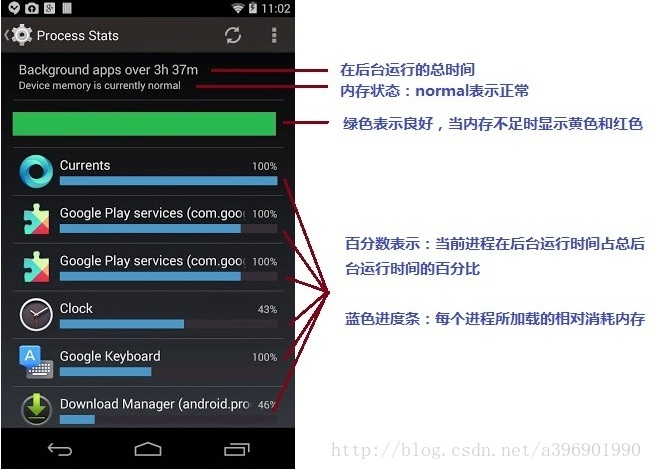 11:02
Process Stats
Background apps over 3h 37m
在后台运行的总时间
Device memory is currently normal
内存状态：normal表示正常
绿色表示良好，当内存不足时显示黄色和红色
Currents 100%
Google Play services (com.goo 100%
百分数表示：当前进程在后台运行时间占总后
台运行时间的百分比
Google Play services (com.goo 100%
Clock 43%
蓝色进度条：每个进程所加载的相对消耗内存
Google Keyboard 100%
Download Manager (android.pro 46%
http://blog.csdn.net/a396901990